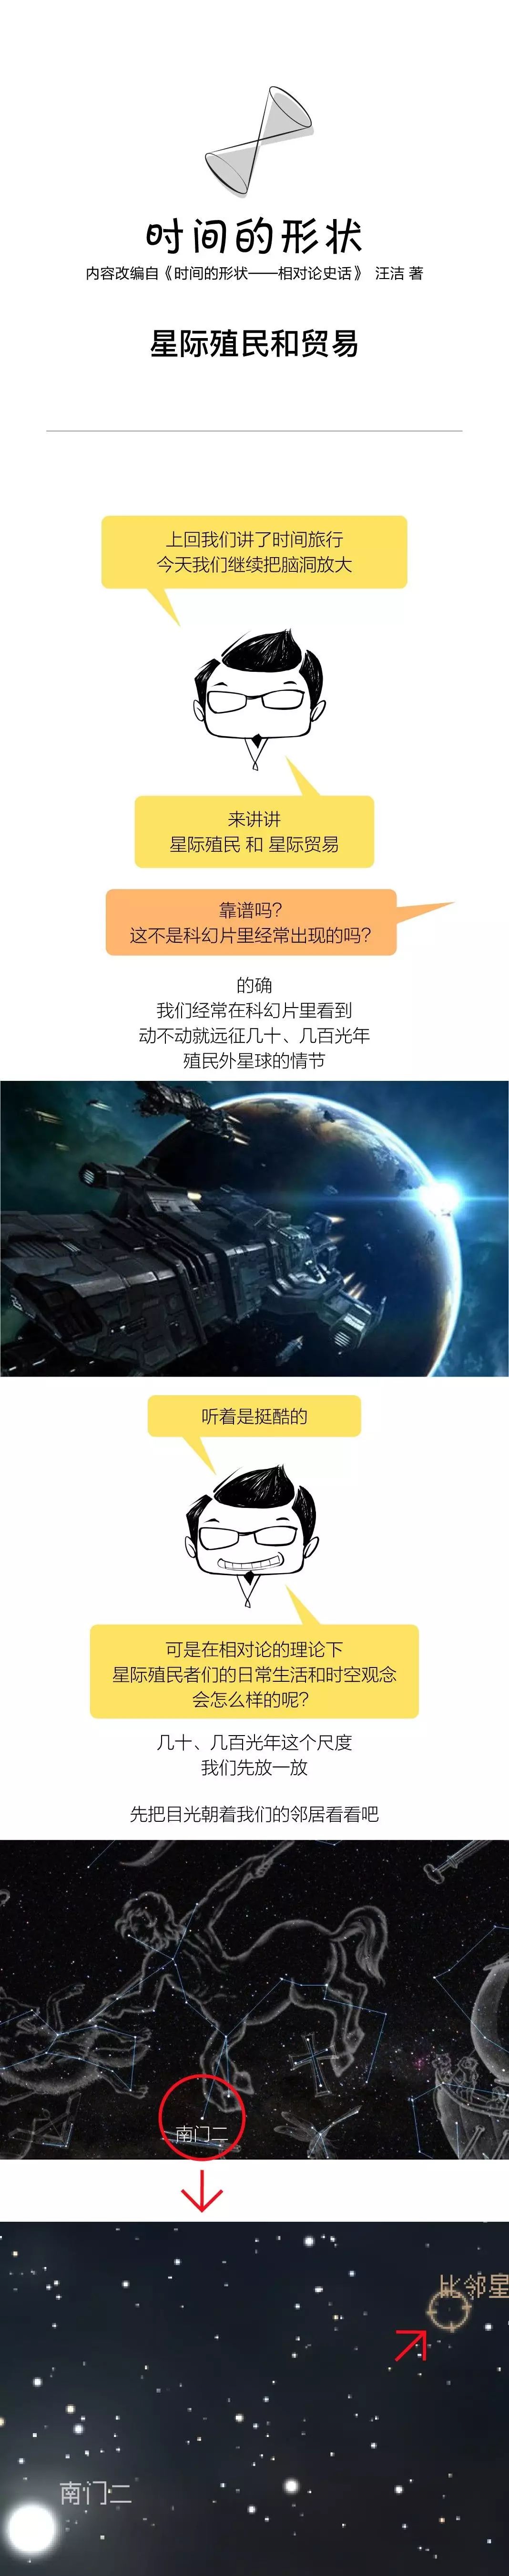 时间的形状
内容改编自《时间的形状——相对论史话》 汪洁 著
星际殖民和贸易
上回我们讲了时间旅行
今天我们继续把脑洞放大
来讲讲
星际殖民 和 星际贸易
靠谱吗？
这不是科幻片里经常出现的吗？
的确
我们经常在科幻片里看到
动不动就远征几十、几百光年
殖民外星球的情节
听着是挺酷的
可是在相对论的理论下
星际殖民者们的日常生活和时空观念
会怎么样的呢？
几十、几百光年这个尺度
我们先放一放
先把目光朝着我们的邻居看看吧
南门二
比邻星
南门二